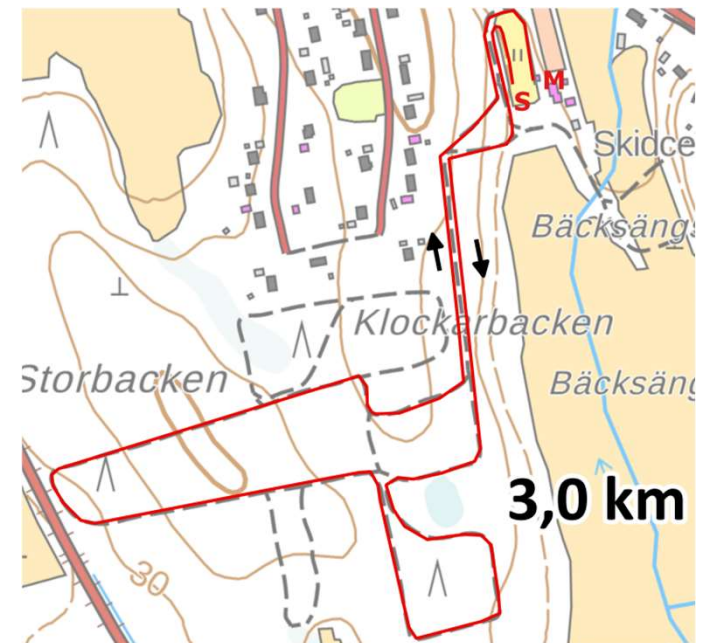 M
S
Skidce
Bäcksängs
Klockarbacken
Storbacken
Bäcksäng
3,0 km
30